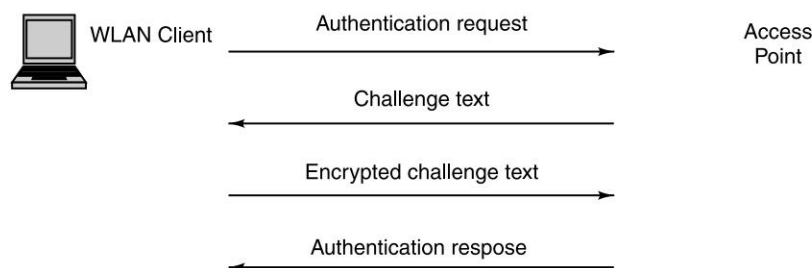 WLAN Client
Authentication request
Access
Point
Challenge text
Encrypted challenge text
Authentication respose